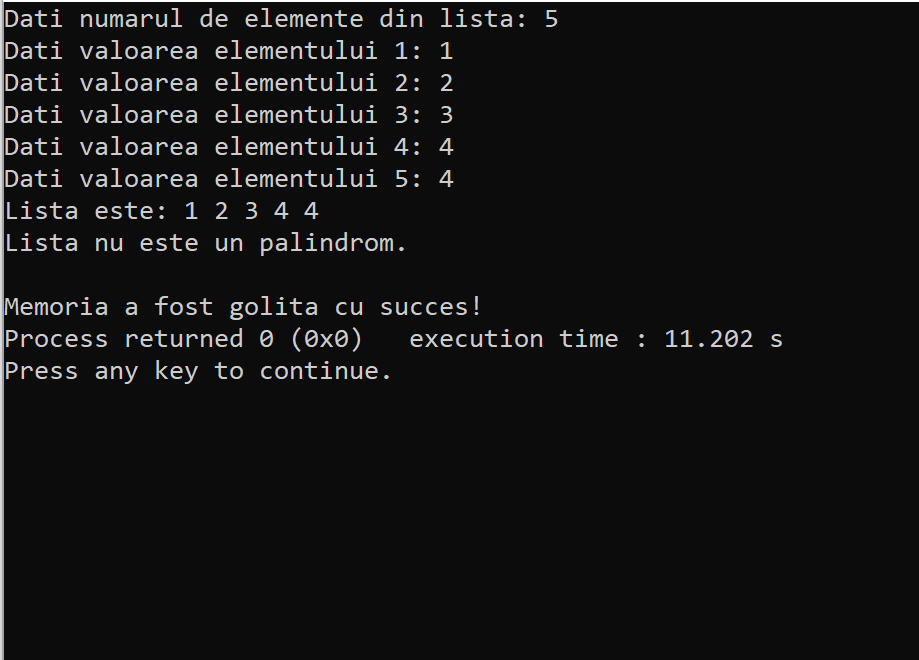 Dati numarul de elemente din lista: 5
Dati valoarea elementului 1: 1
Dati valoarea elementului 2: 2
Dati valoarea elementului 3: 3
Dati valoarea elementului 4: 4
Dati valoarea elementului 5: 4
Lista este: 1 2 3 4 4
Lista nu este un palindrom.

Memoria a fost golita cu succes!
Process returned 0 (0x0)   execution time : 11.202 s
Press any key to continue.